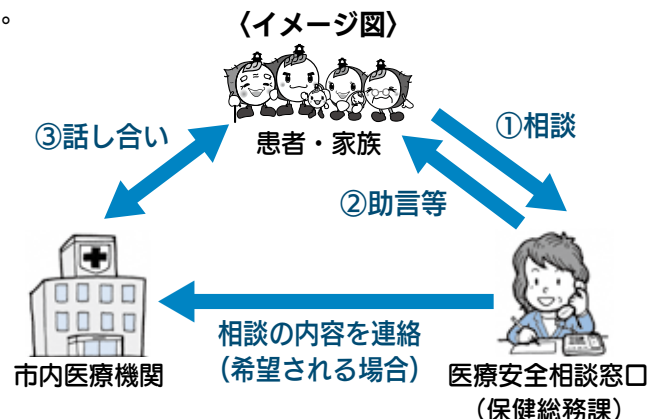 。
〈イメージ図〉
患者・家族
③話し合い
①相談
②助言等
相談の内容を連絡
（希望される場合）
市内医療機関
医療安全相談窓口
（保健総務課）